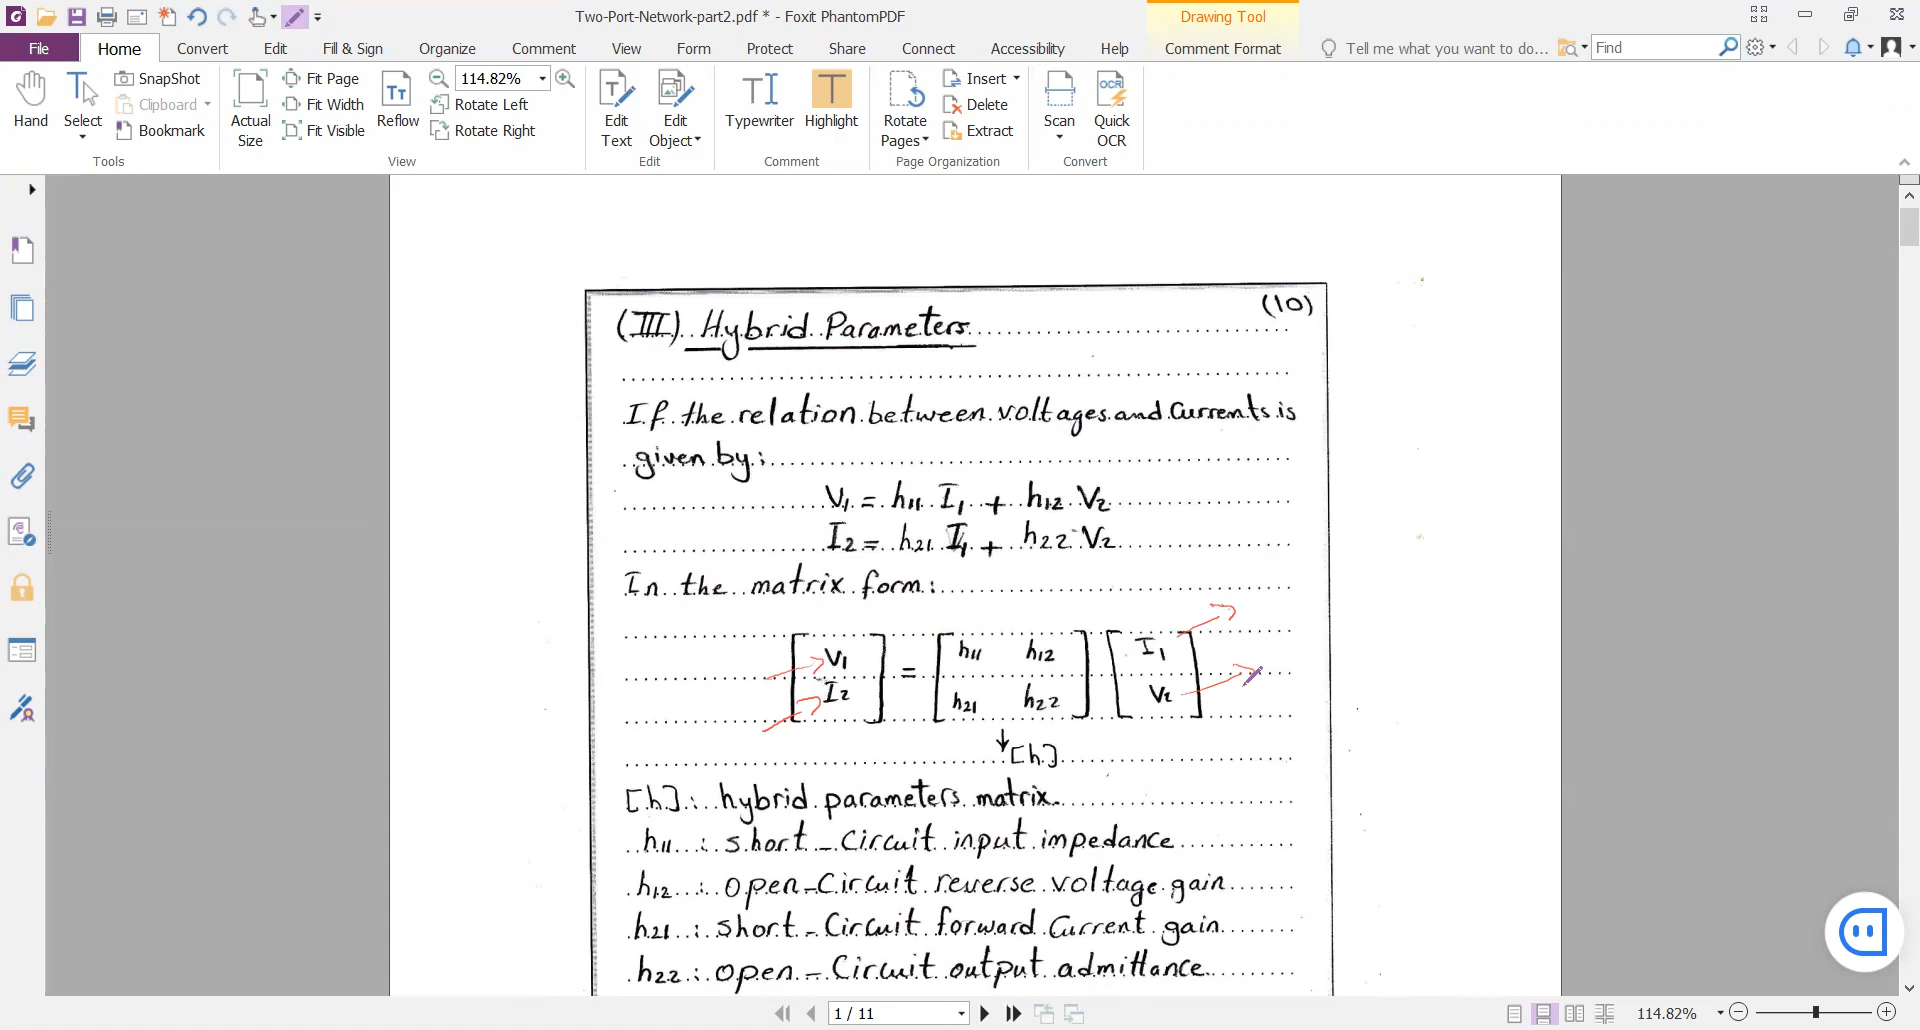 Two-Port-Network-part2.pdf * - Foxit PhantomPDF
Drawing Tool
File Home Convert Edit Fill & Sign Organize Comment View Form Protect Share Connect Accessibility Help Comment Format Tell me what you want to do... Find
Hand
Select
SnapShot
Clipboard
Bookmark
Tools
Actual Size
Fit Page
Fit Width
Fit Visible
Reflow
114.82%
Rotate Left
Rotate Right
View
Edit Text
Edit Object
Edit
Typewriter
Highlight
Comment
Rotate Pages
Insert
Delete
Extract
Page Organization
Scan
Quick OCR
Convert
(10)
(III) Hybrid Parameters
If the relation between voltages and Currents is
given by:
V1 = h11 I1 + h12 V2
I2 = h21 I1 + h22 V2
In the matrix form:
[V1 I2] = [h11 h12 h21 h22] [I1 V2]
↓[h]
[h]: hybrid parameters matrix.
h11 : short-Circuit input impedance
h12 : open-Circuit reverse voltage gain
h21 : short-Circuit forward Current gain
h22 : open-Circuit output admittance
1 / 11
114.82%